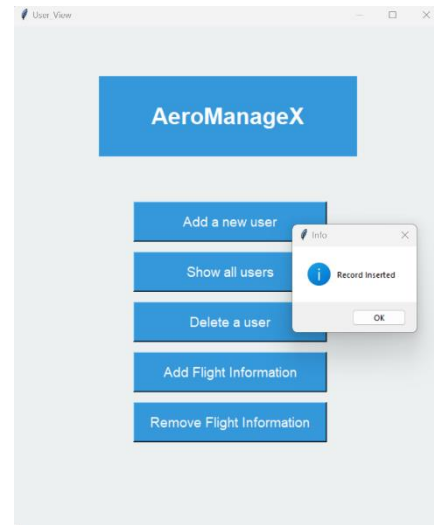 User View
AeroManageX
Add a new user
Info
Show all users
Record Inserted
Delete a user
OK
Add Flight Information
Remove Flight Information